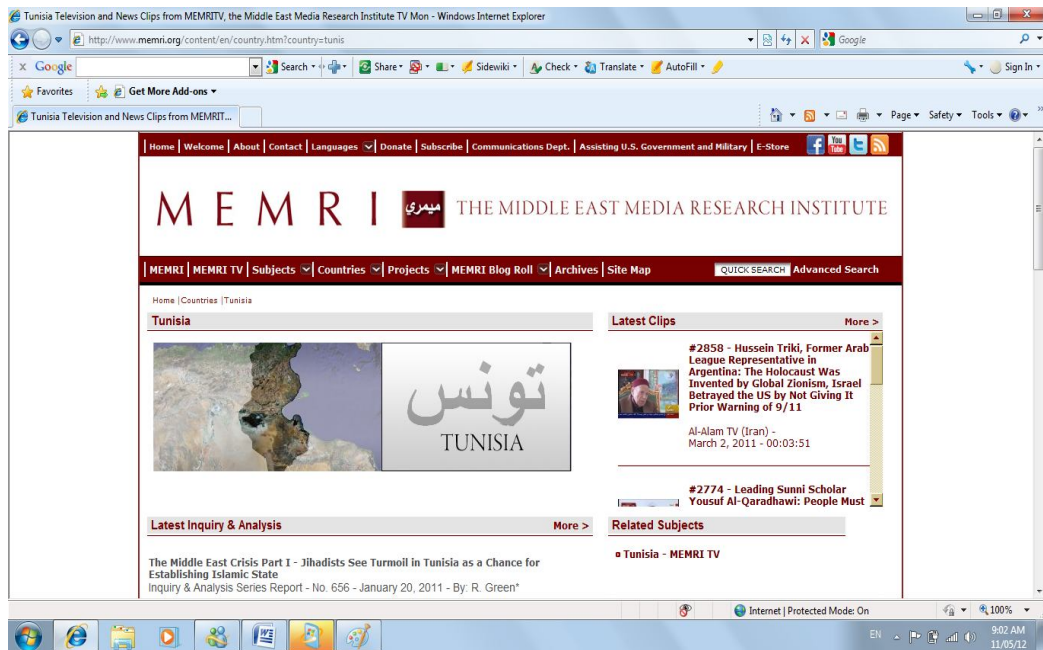 Tunisia Television and News Clips from MEMRITV, the Middle East Media Research Institute TV Mon - Windows Internet Explorer
http://www.memri.org/content/en/country.htm?country=tunis
Google
x Google Search Share Sidewiki Check Translate AutoFill Sign In
Favorites Get More Add-ons
Tunisia Television and News Clips from MEMRIT...
Page Safety Tools
Home | Welcome | About | Contact | Languages | Donate | Subscribe | Communications Dept. | Assisting U.S. Government and Military | E-Store
You Tube
MEMRI ميمري THE MIDDLE EAST MEDIA RESEARCH INSTITUTE
MEMRI | MEMRI TV | Subjects | Countries | Projects | MEMRI Blog Roll | Archives | Site Map QUICK SEARCH Advanced Search
Home |Countries |Tunisia
Tunisia
تونس
TUNISIA
Latest Clips More >
#2858 - Hussein Triki, Former Arab
League Representative in
Argentina: The Holocaust Was
Invented by Global Zionism, Israel
Betrayed the US by Not Giving It
Prior Warning of 9/11
Al-Alam TV (Iran) -
March 2, 2011 - 00:03:51
#2774 - Leading Sunni Scholar
Yousuf Al-Qaradhawi: People Must
Latest Inquiry & Analysis More >
The Middle East Crisis Part I - Jihadists See Turmoil in Tunisia as a Chance for
Establishing Islamic State
Inquiry & Analysis Series Report - No. 656 - January 20, 2011 - By: R. Green*
Related Subjects
Tunisia - MEMRI TV
Internet | Protected Mode: On 100%
EN 9:02 AM
11/05/12